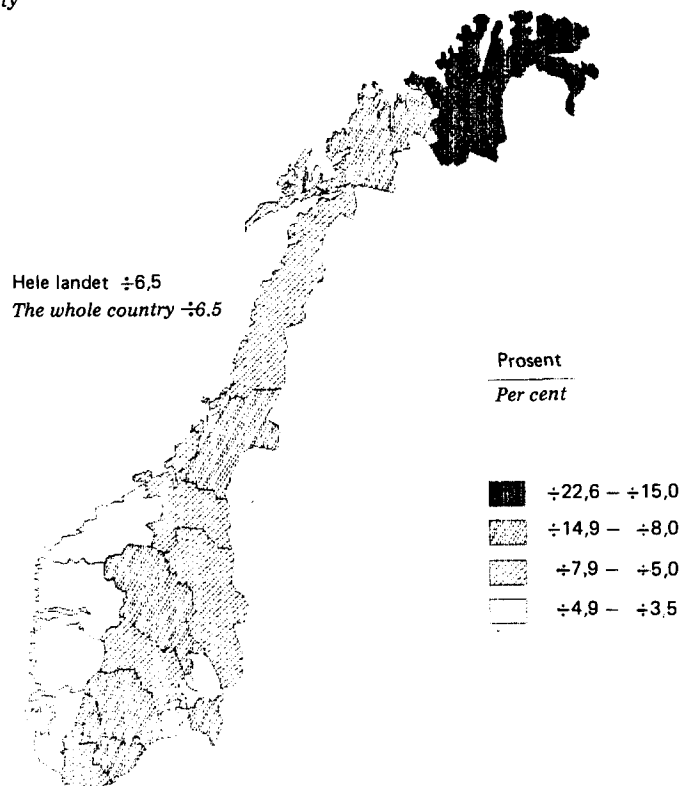 Hele landet ÷6,5
The whole country ÷6.5
Prosent
Per cent
÷22,6 – ÷15,0
÷14,9 – ÷8,0
÷7,9 – ÷5,0
÷4,9 – ÷3,5